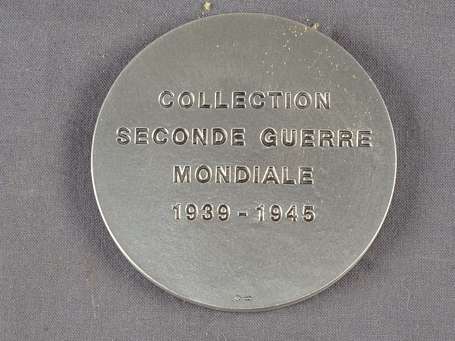 COLLECTION
SECONDE GUERRE
MONDIALE
1939 - 1945